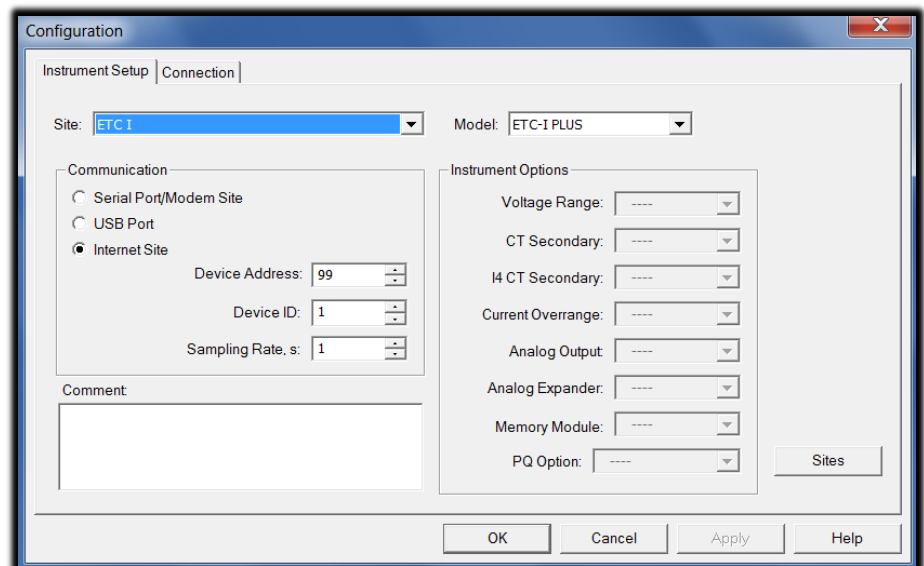 Configuration
Instrument Setup Connection
Site: ETC I Model: ETC-I PLUS
Communication
Serial Port/Modem Site
USB Port
Internet Site
Device Address: 99
Device ID: 1
Sampling Rate, s: 1
Comment:
Instrument Options
Voltage Range: ----
CT Secondary: ----
I4 CT Secondary: ----
Current Overrange: ----
Analog Output: ----
Analog Expander: ----
Memory Module: ----
PQ Option: ----
Sites
OK Cancel Apply Help